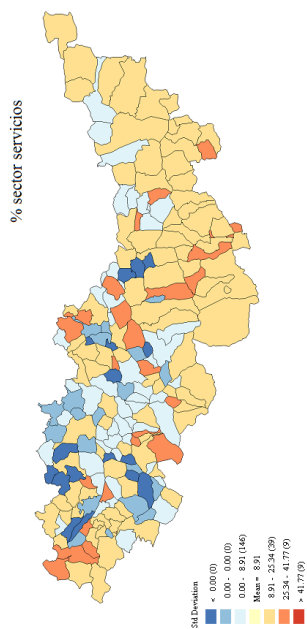 % sector servicios
Std Deviation
< 0.00 (0)
0.00 - 0.00 (0)
0.00 - 8.91 (146)
Mean = 8.91
8.91 - 25.34 (39)
25.34 - 41.77 (9)
> 41.77 (9)